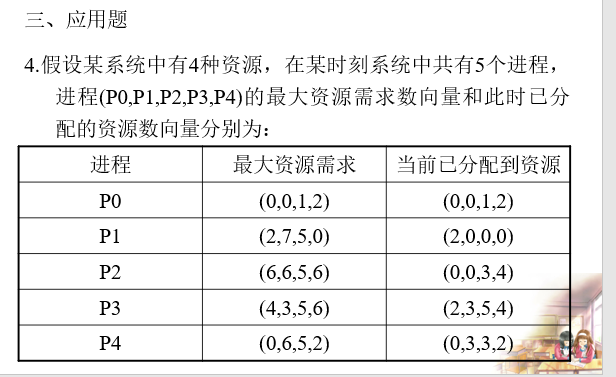 三、应用题
4.假设某系统中有4种资源，在某时刻系统中共有5个进程，
进程(P0,P1,P2,P3,P4)的最大资源需求数向量和此时已分
配的资源数向量分别为：
进程 最大资源需求 当前已分配到资源
P0 (0,0,1,2) (0,0,1,2)
P1 (2,7,5,0) (2,0,0,0)
P2 (6,6,5,6) (0,0,3,4)
P3 (4,3,5,6) (2,3,5,4)
P4 (0,6,5,2) (0,3,3,2)